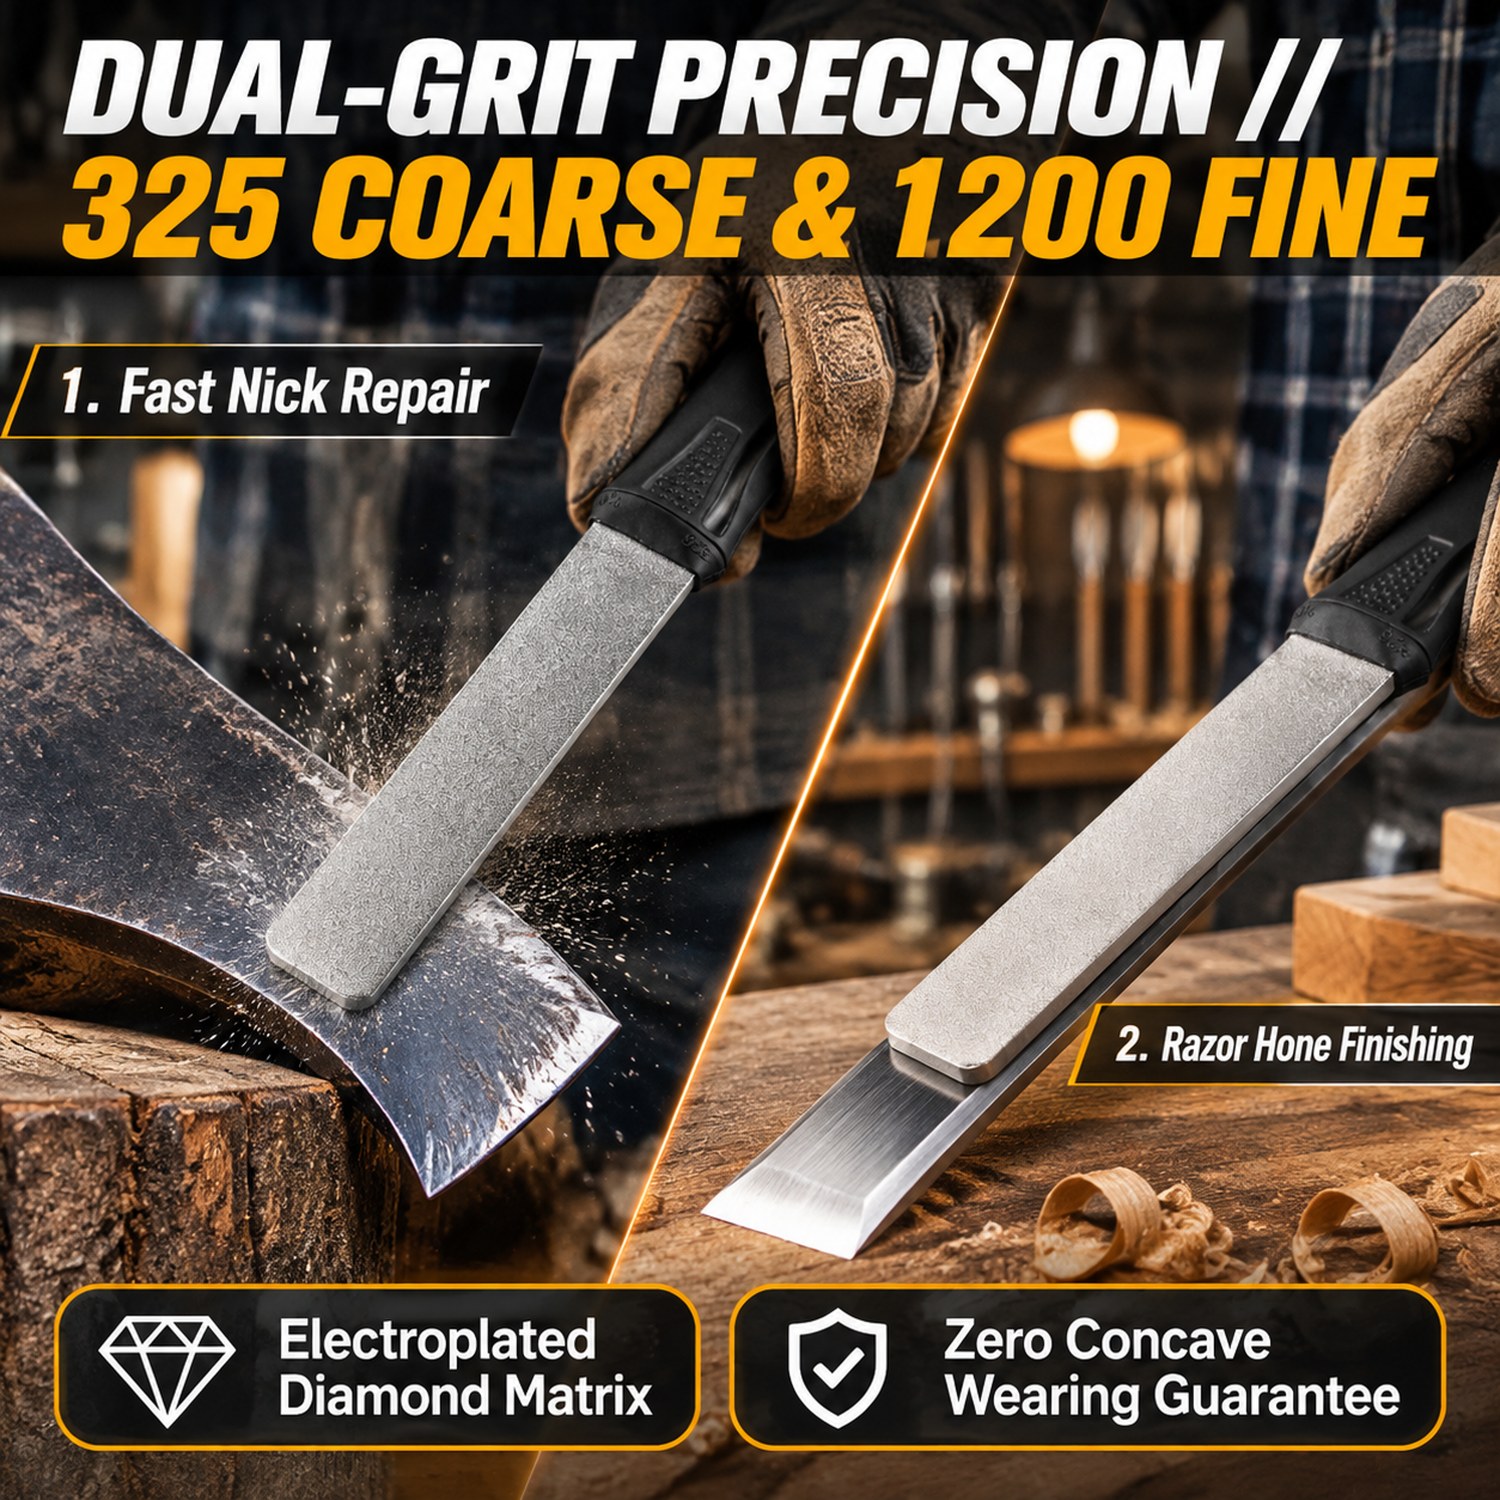 DUAL-GRIT PRECISION //
325 COARSE & 1200 FINE
1. Fast Nick Repair
2. Razor Hone Finishing
Electroplated
Diamond Matrix
Zero Concave
Wearing Guarantee